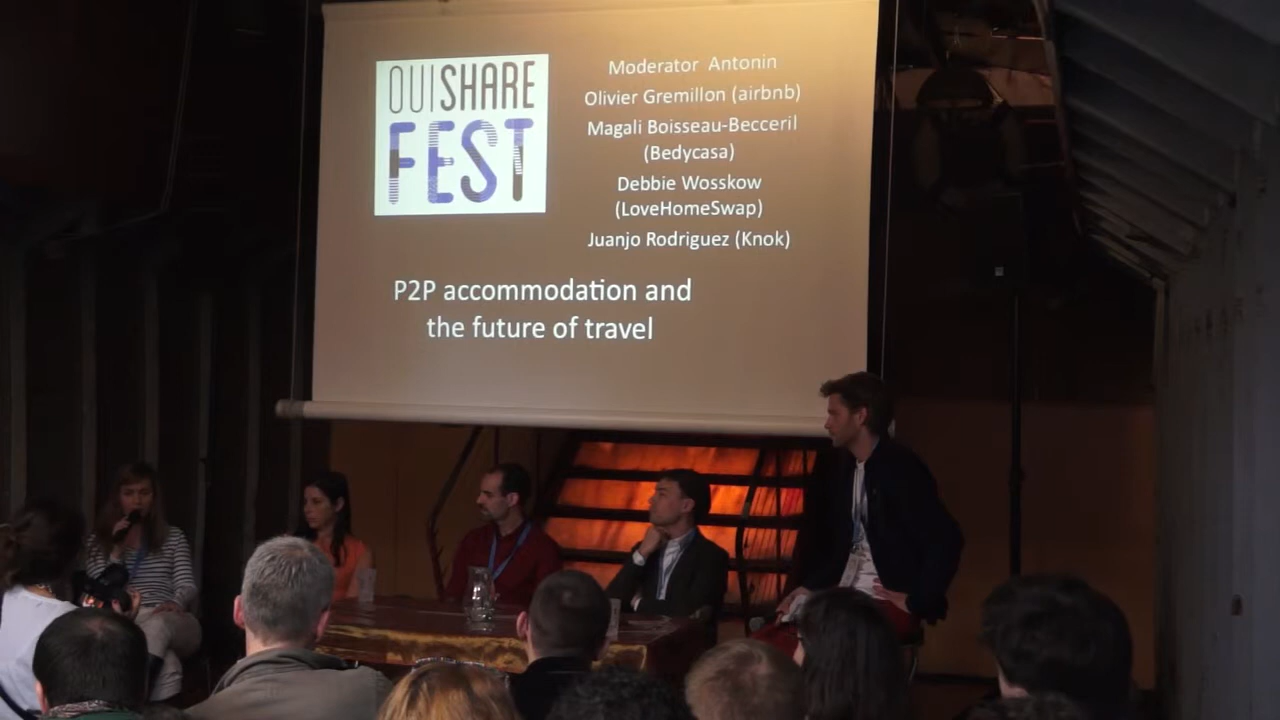 OUISHARE
FEST
Moderator Antonin
Olivier Gremillon (airbnb)
Magali Boisseau-Becceril
(Bedycasa)
Debbie Wosskow
(LoveHomeSwap)
Juanjo Rodriguez (Knok)
P2P accommodation and
the future of travel